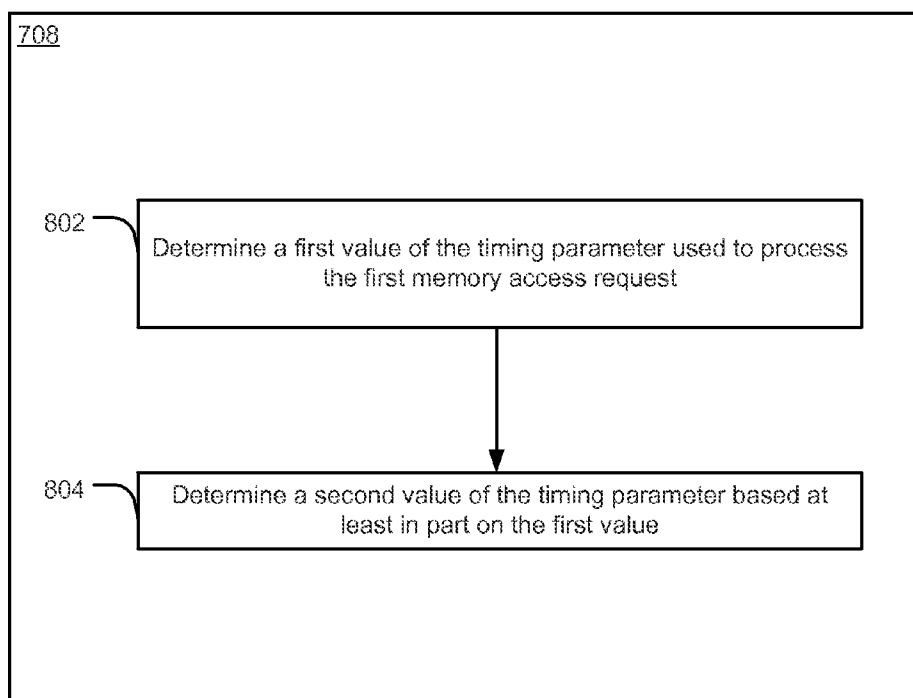 708
802
Determine a first value of the timing parameter used to process
the first memory access request
804
Determine a second value of the timing parameter based at
least in part on the first value